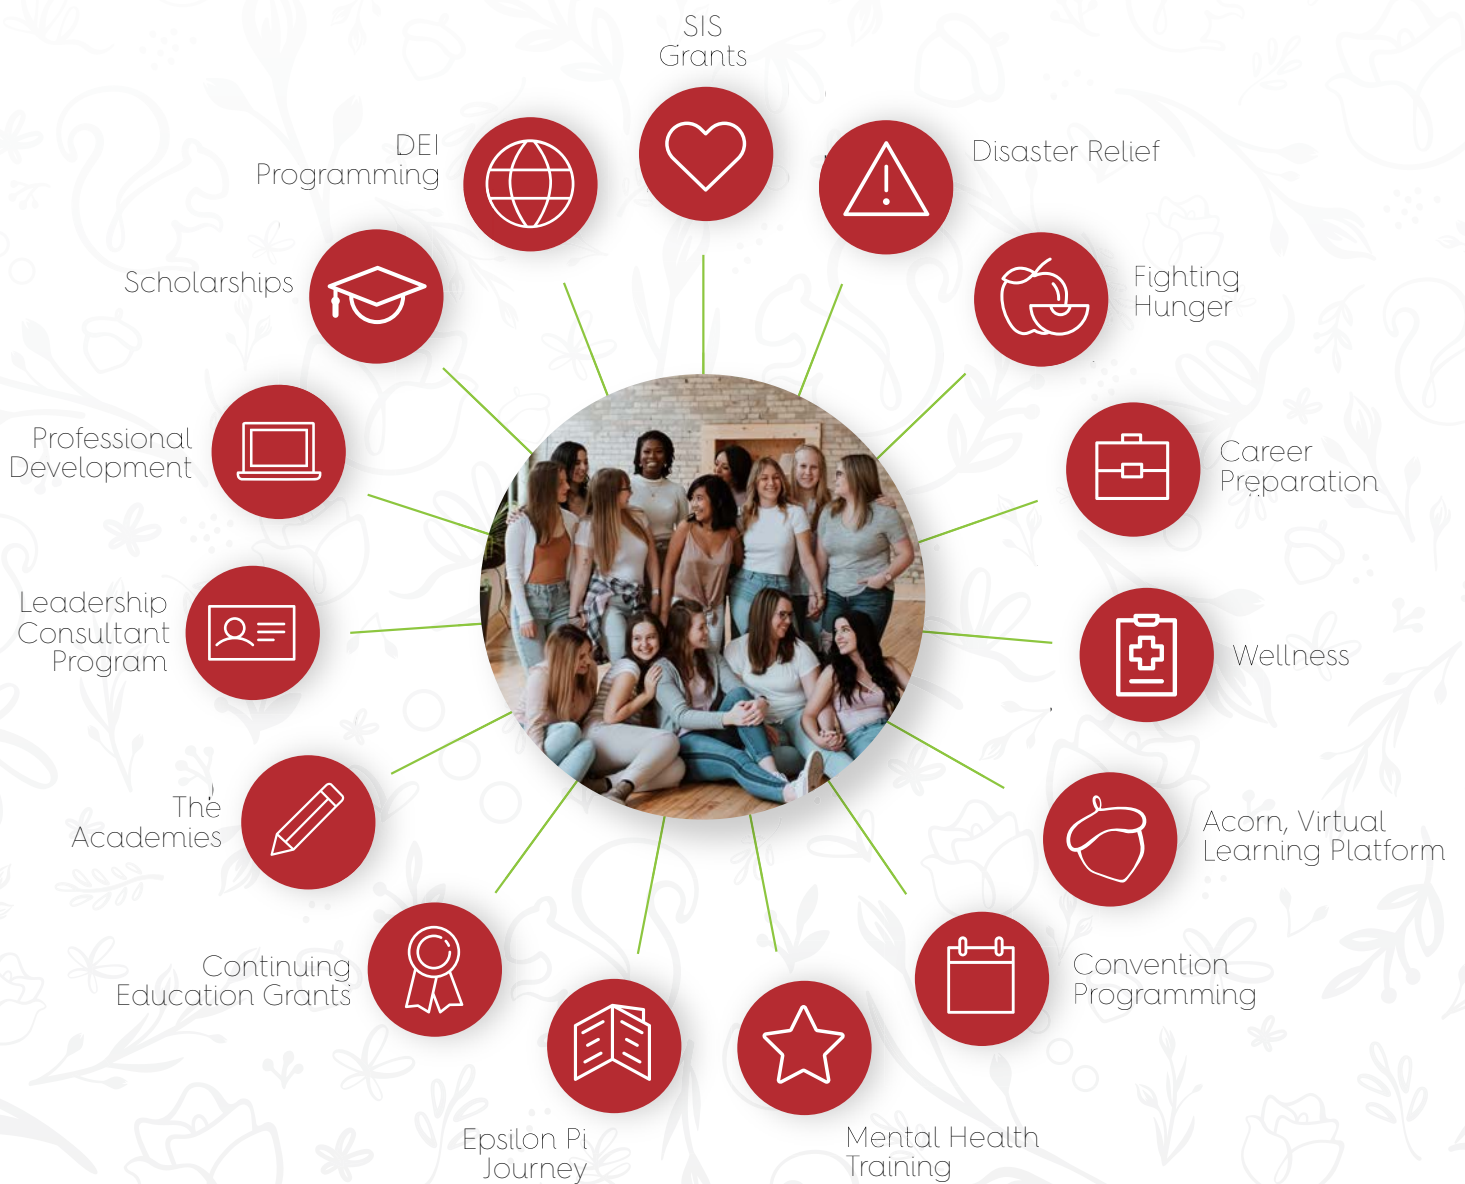 SIS
Grants
Disaster Relief
Fighting
Hunger
Career
Preparation
Wellness
Acorn, Virtual
Learning Platform
Convention
Programming
Mental Health
Training
Epsilon Pi
Journey
Continuing
Education Grants
The
Academies
Leadership
Consultant
Program
Professional
Development
Scholarships
DEI
Programming